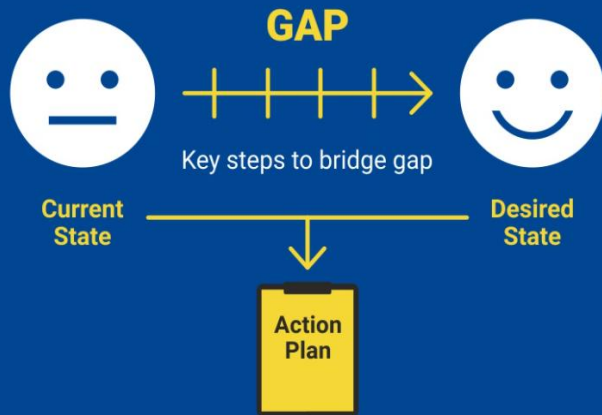 GAP
Key steps to bridge gap
Current
State
Desired
State
Action
Plan